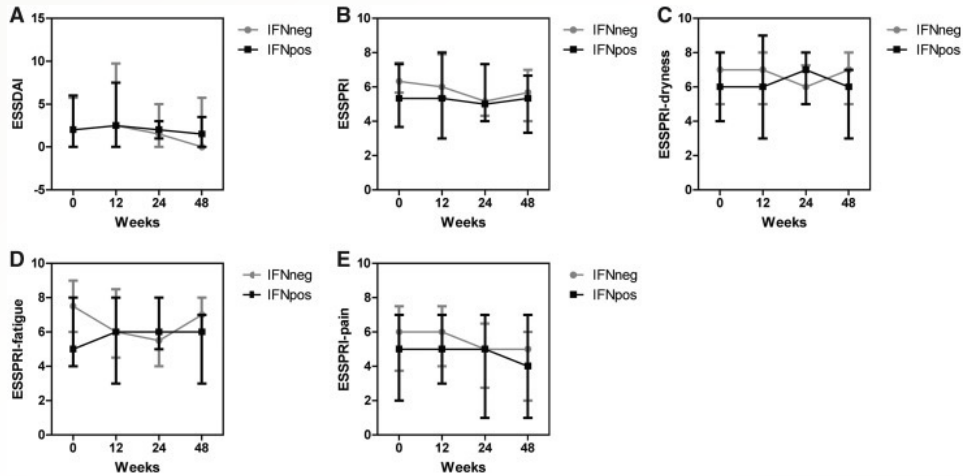 A
15
10
5
0
-5
ESSDAI
0 12 24 48
Weeks
IFNneg
IFNpos
B
10
8
6
4
2
0
ESSPRI
0 12 24 48
Weeks
IFNneg
IFNpos
C
10
8
6
4
2
0
ESSPRI-dryness
0 12 24 48
Weeks
IFNneg
IFNpos
D
10
8
6
4
2
0
ESSPRI-fatigue
0 12 24 48
Weeks
IFNneg
IFNpos
E
10
8
6
4
2
0
ESSPRI-pain
0 12 24 48
Weeks
IFNneg
IFNpos